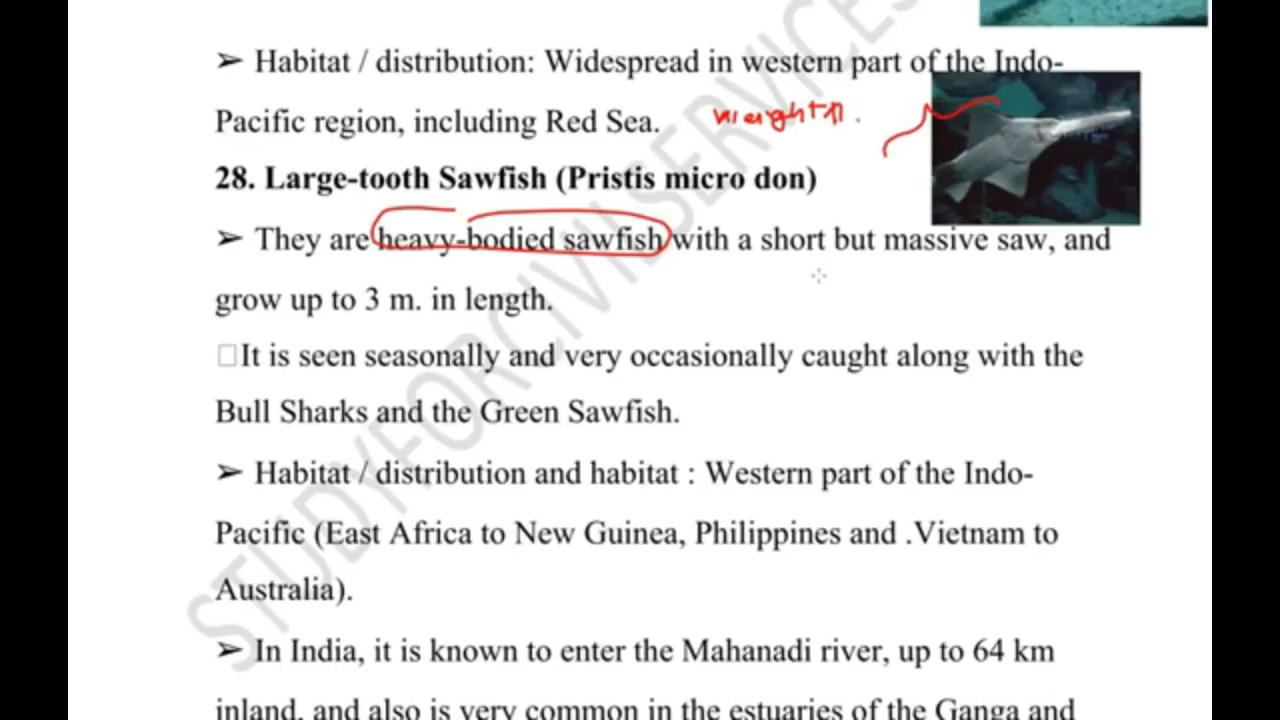 ➢ Habitat / distribution: Widespread in western part of the Indo-
Pacific region, including Red Sea.
28. Large-tooth Sawfish (Pristis micro don)
➢ They are heavy-bodied sawfish with a short but massive saw, and
grow up to 3 m. in length.
□It is seen seasonally and very occasionally caught along with the
Bull Sharks and the Green Sawfish.
➢ Habitat / distribution and habitat : Western part of the Indo-
Pacific (East Africa to New Guinea, Philippines and .Vietnam to
Australia).
➢ In India, it is known to enter the Mahanadi river, up to 64 km
inland, and also is very common in the estuaries of the Ganga and
STUDYFORCIVILSERVICES